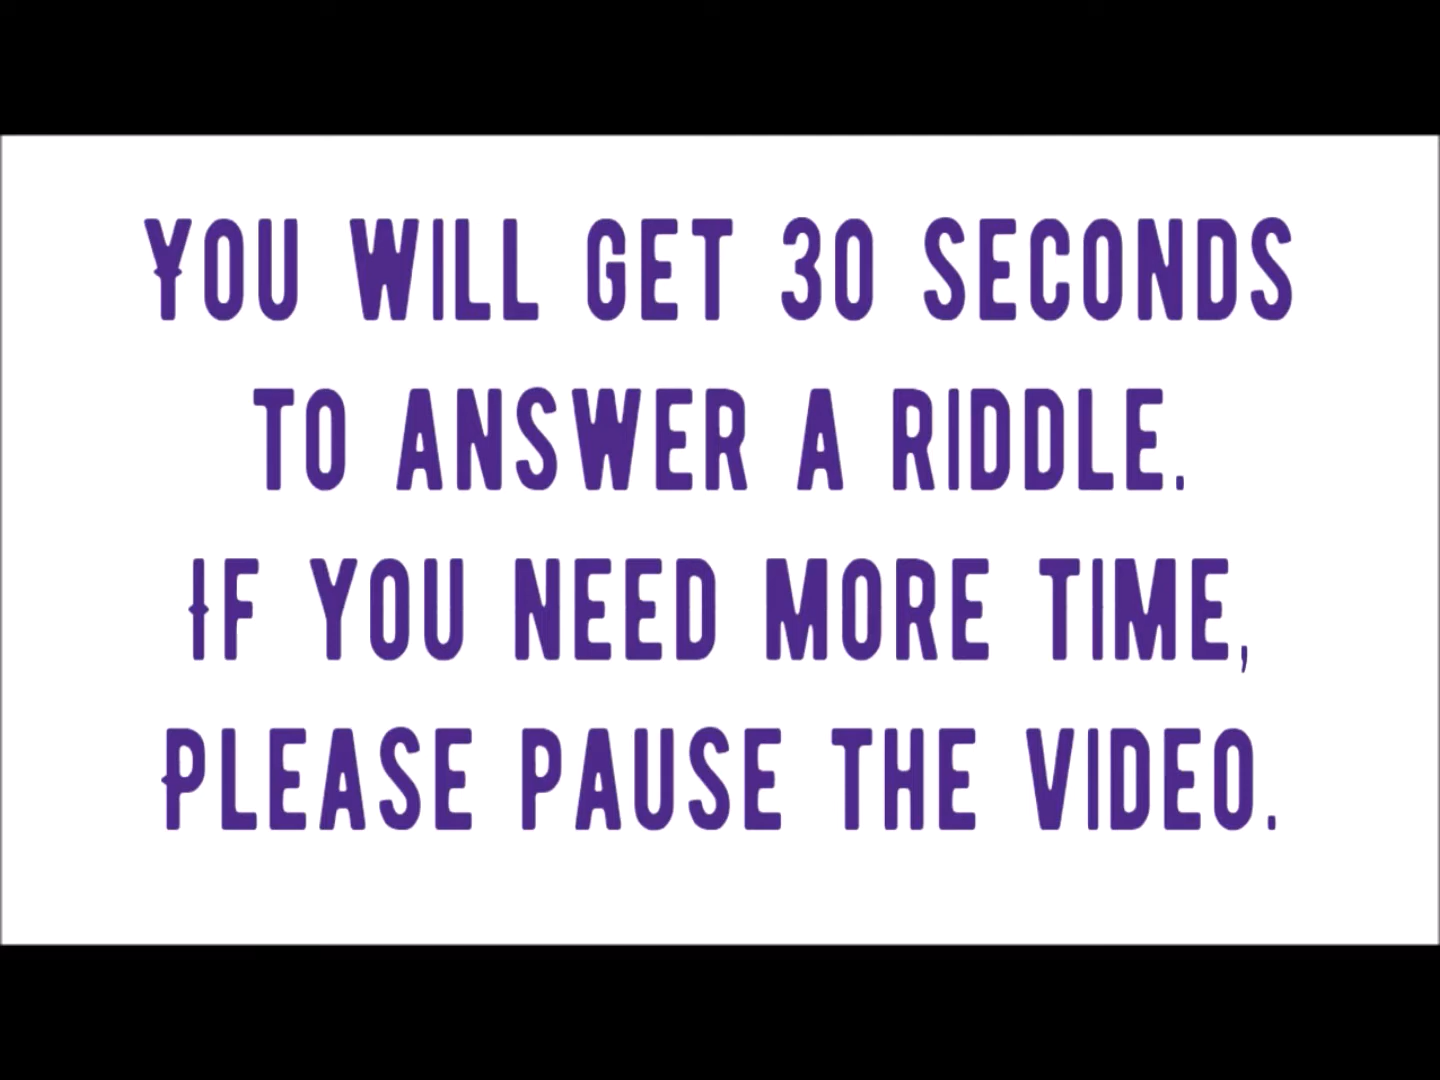 YOU WILL GET 30 SECONDS
TO ANSWER A RIDDLE.
IF YOU NEED MORE TIME,
PLEASE PAUSE THE VIDEO.